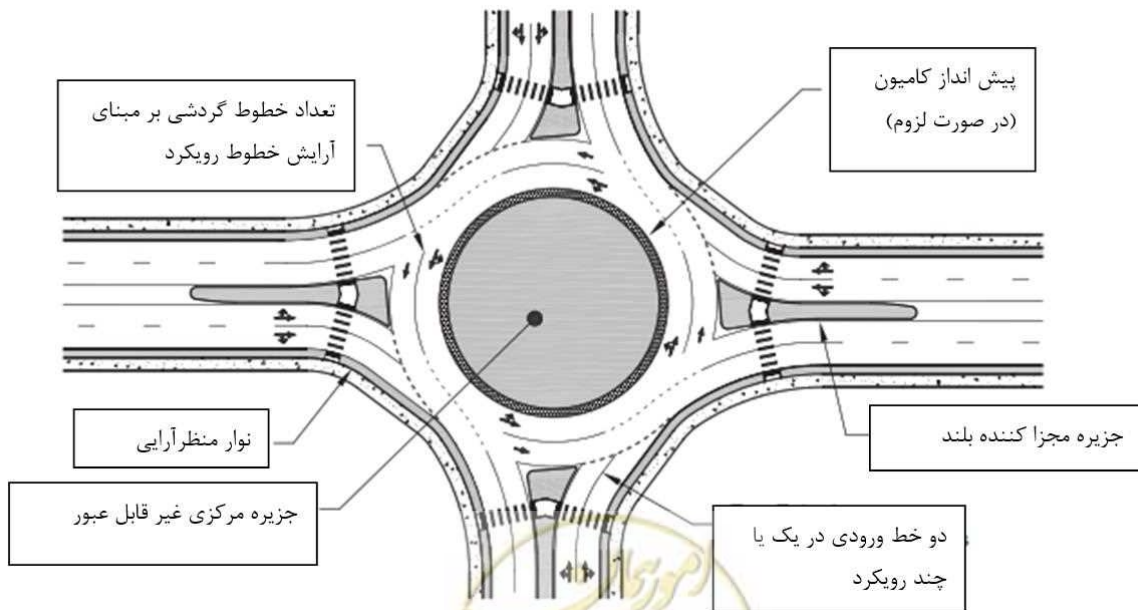 پیش انداز کامیون
(در صورت لزوم)
تعداد خطوط گردشی بر مبنای
آرایش خطوط رویکرد
جزیره مجزا کننده بلند
نوار منظرآرایی
جزیره مرکزی غیر قابل عبور
دو خط ورودی در یک یا
چند رویکرد